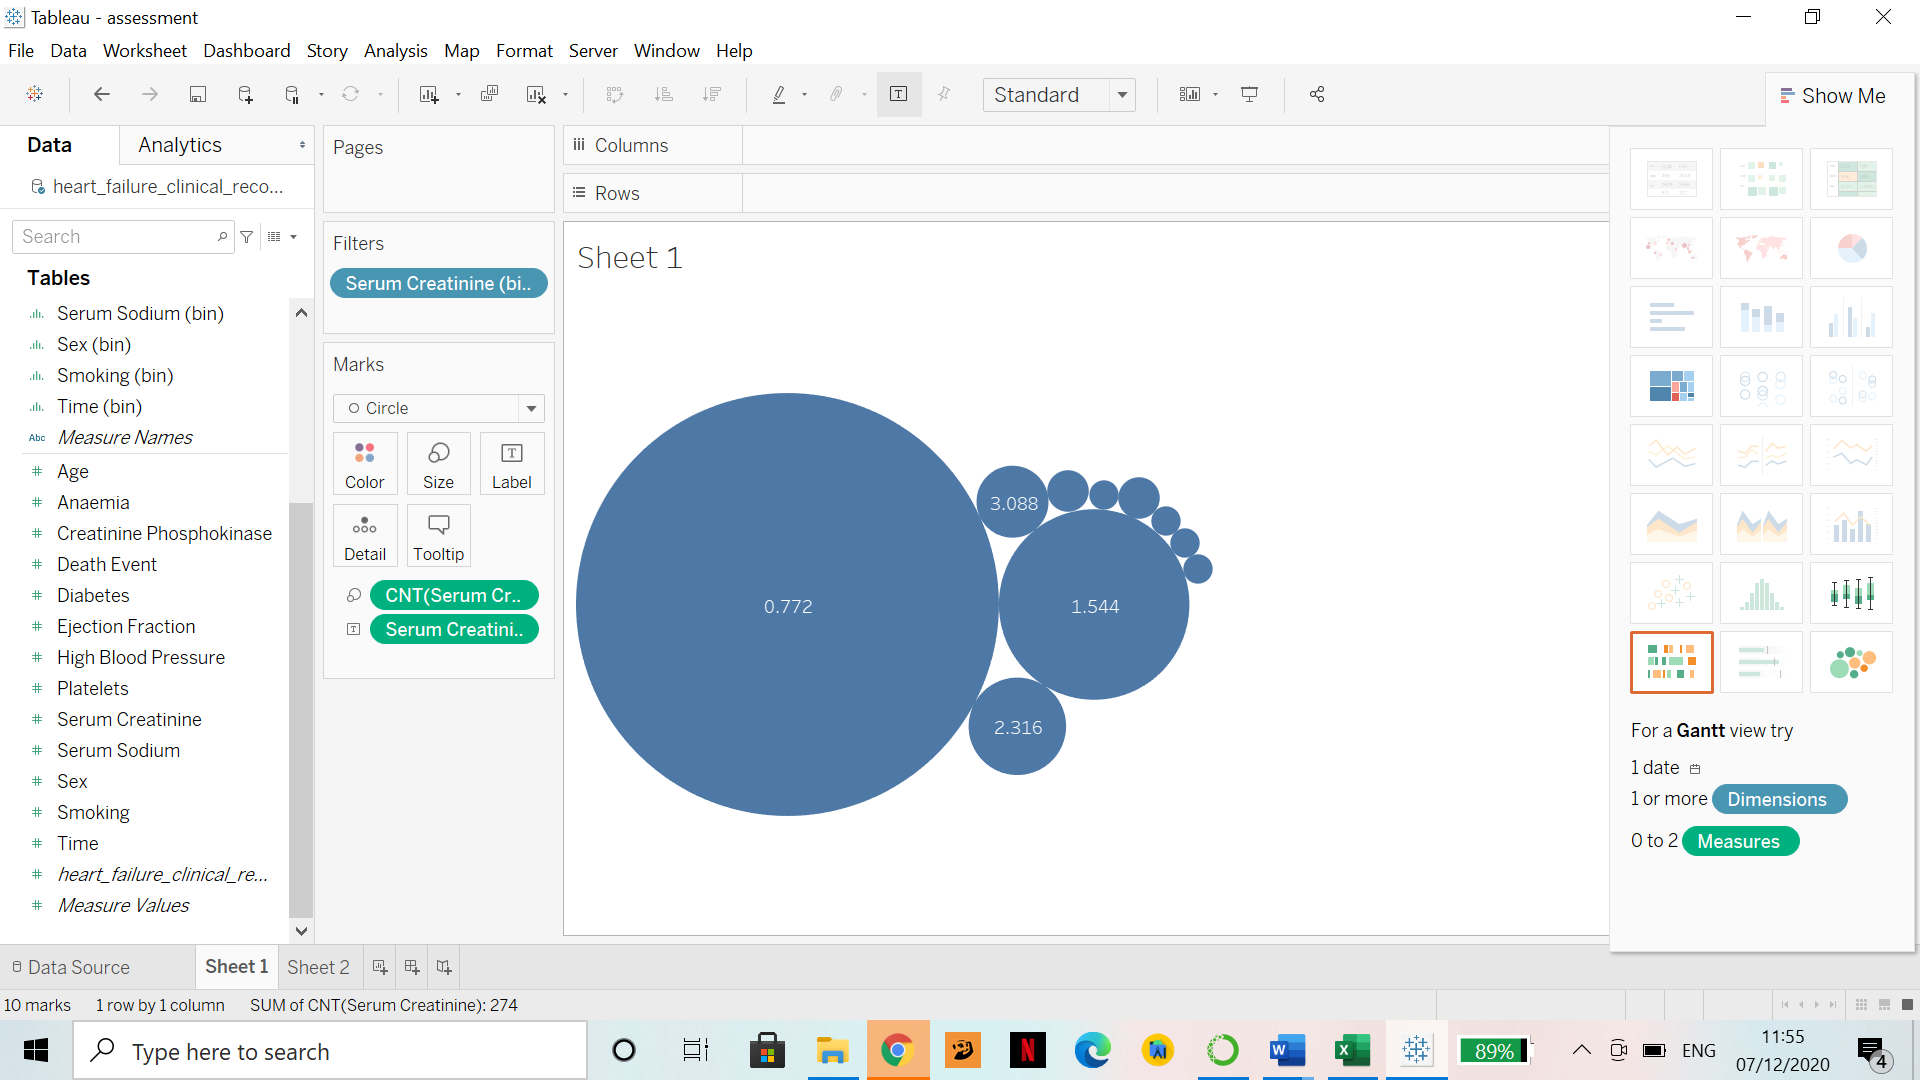 Tableau - assessment
File Data Worksheet Dashboard Story Analysis Map Format Server Window Help
Standard
Show Me
Data
Analytics
heart_failure_clinical_reco...
Search
Tables
Serum Sodium (bin)
Sex (bin)
Smoking (bin)
Time (bin)
Abc Measure Names
Age
Anaemia
Creatinine Phosphokinase
Death Event
Diabetes
Ejection Fraction
High Blood Pressure
Platelets
Serum Creatinine
Serum Sodium
Sex
Smoking
Time
heart_failure_clinical_re...
Measure Values
Pages
Filters
Serum Creatinine (bi..
Marks
Circle
Color
Size
Label
Detail
Tooltip
CNT(Serum Cr..
Serum Creatini..
Columns
Rows
Sheet 1
0.772
3.088
1.544
2.316
For a Gantt view try
1 date
1 or more Dimensions
0 to 2 Measures
Data Source
Sheet 1
Sheet 2
10 marks
1 row by 1 column
SUM of CNT(Serum Creatinine): 274
Type here to search
89%
ENG
11:55
07/12/2020
4